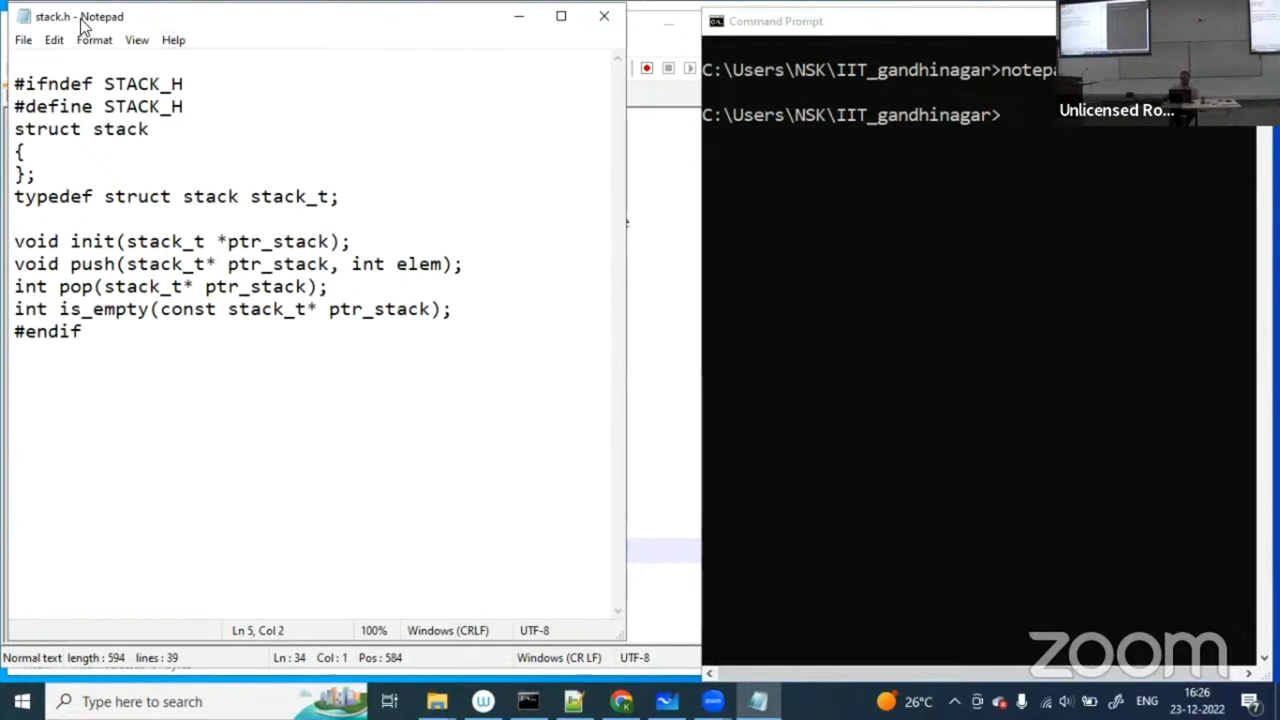 stack.h - Notepad
File Edit Format View Help
#ifndef STACK_H
#define STACK_H
struct stack
{
};
typedef struct stack stack_t;
void init(stack_t *ptr_stack);
void push(stack_t* ptr_stack, int elem);
int pop(stack_t* ptr_stack);
int is_empty(const stack_t* ptr_stack);
#endif
Ln 5, Col 2 100% Windows (CRLF) UTF-8
Normal text length : 594 lines : 39 Ln : 34 Col : 1 Pos : 584 Windows (CR LF) UTF-8
Command Prompt
C:\Users\NSK\IIT_gandhinagar>notepa
C:\Users\NSK\IIT_gandhinagar>
Unlicensed Ro...
zoom
Type here to search
zoom
26°C
ENG
16:26
23-12-2022
7